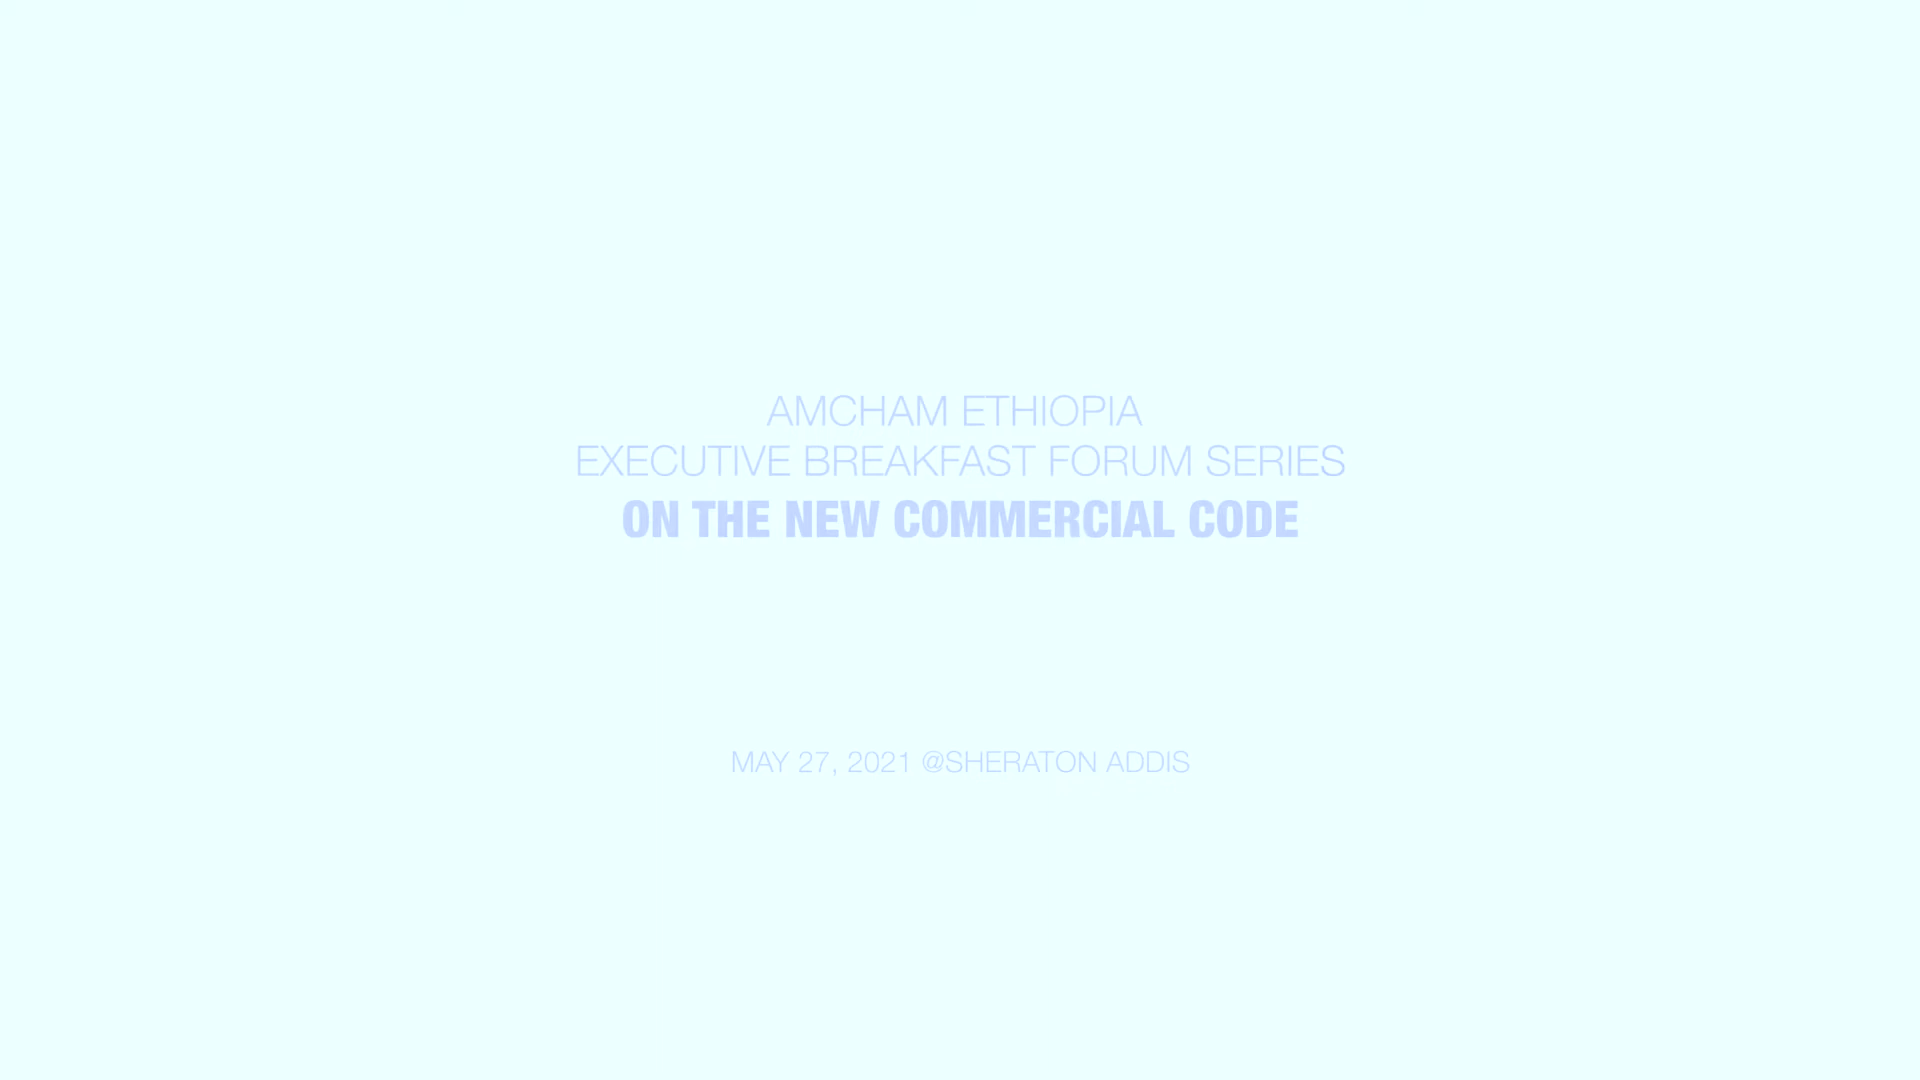 AMCHAM ETHIOPIA
EXECUTIVE BREAKFAST FORUM SERIES
ON THE NEW COMMERCIAL CODE
MAY 27, 2021 @SHERATON ADDIS